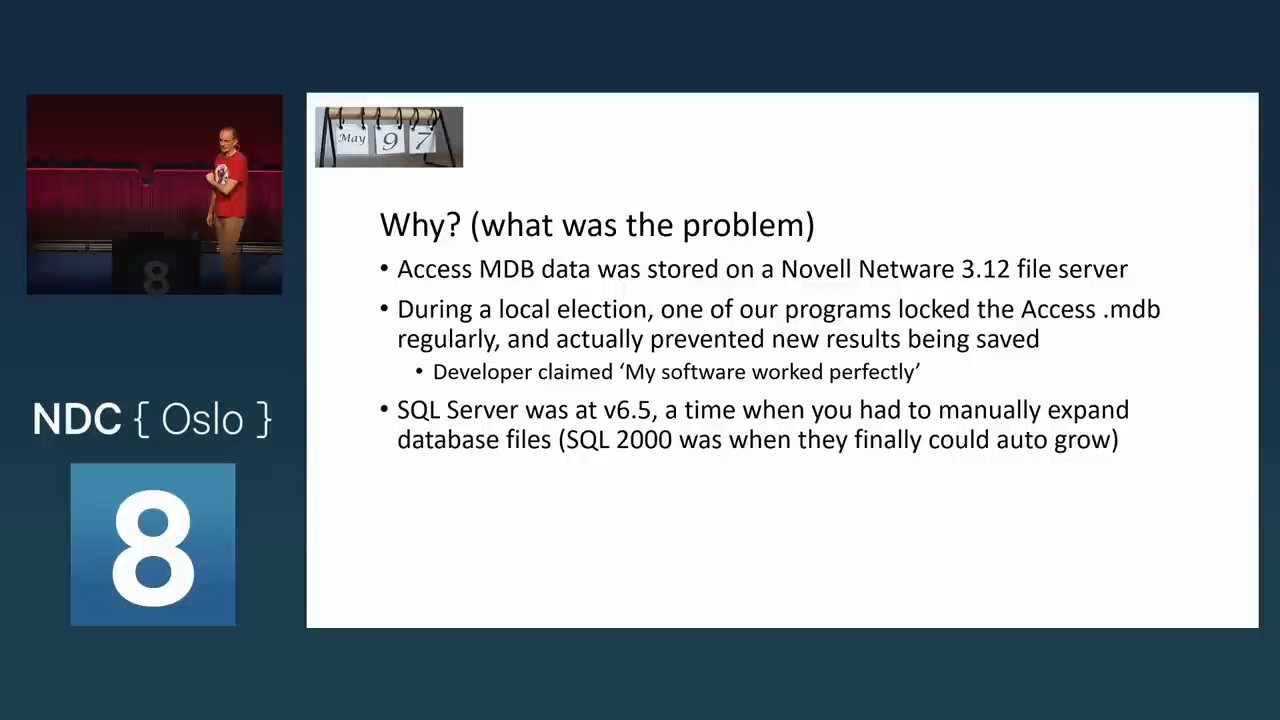 May 9 7
Why? (what was the problem)
• Access MDB data was stored on a Novell Netware 3.12 file server
• During a local election, one of our programs locked the Access .mdb
regularly, and actually prevented new results being saved
• Developer claimed ‘My software worked perfectly’
• SQL Server was at v6.5, a time when you had to manually expand
database files (SQL 2000 was when they finally could auto grow)
8
NDC { Oslo }
8